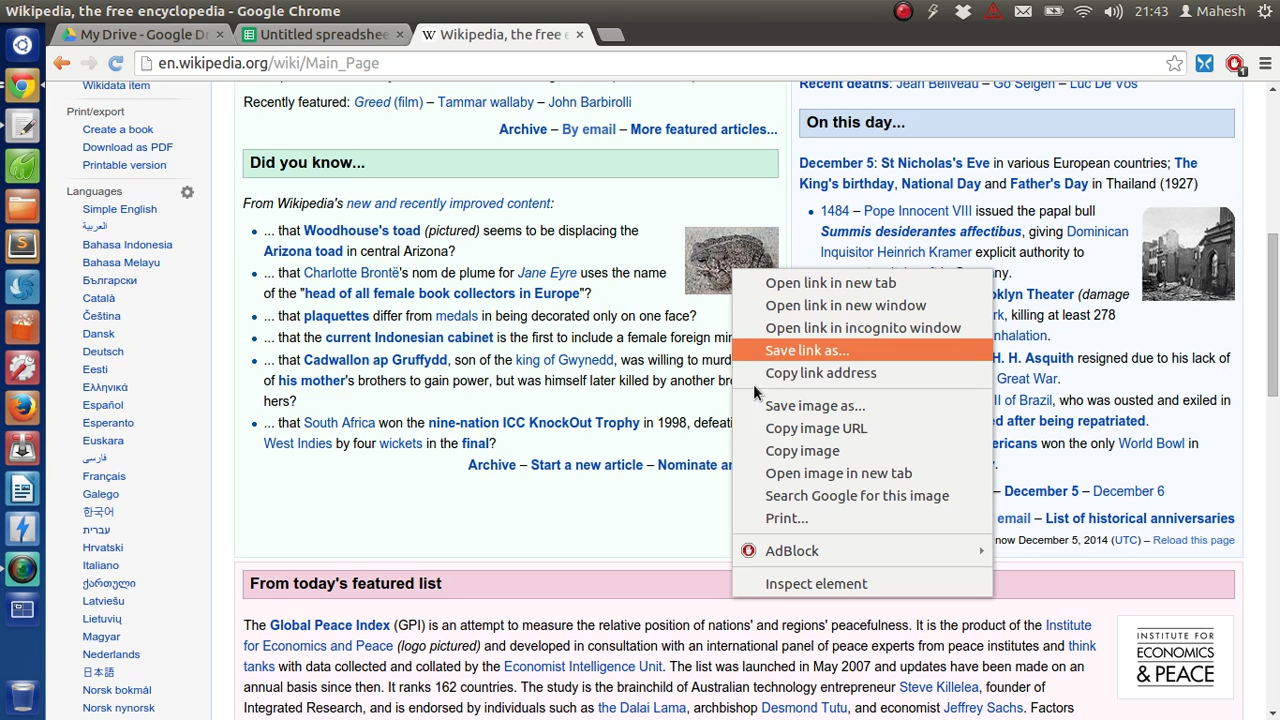 Wikipedia, the free encyclopedia - Google Chrome
21:43 Mahesh
My Drive - Google Dr
Untitled spreadshee
Wikipedia, the free e
en.wikipedia.org/wiki/Main_Page
Wikidata item
Print/export
Create a book
Download as PDF
Printable version
Languages
Simple English
العربية
Bahasa Indonesia
Bahasa Melayu
Български
Català
Čeština
Dansk
Deutsch
Eesti
Ελληνικά
Español
Esperanto
Euskara
فارسی
Français
Galego
한국어
עברית
Hrvatski
Italiano
ქართული
Latviešu
Lietuvių
Magyar
Nederlands
日本語
Norsk bokmål
Norsk nynorsk
Recently featured: Greed (film) – Tammar wallaby – John Barbirolli
Archive – By email – More featured articles...
Did you know...
From Wikipedia's new and recently improved content:
... that Woodhouse's toad (pictured) seems to be displacing the
Arizona toad in central Arizona?
... that Charlotte Brontë's nom de plume for Jane Eyre uses the name
of the "head of all female book collectors in Europe"?
... that plaquettes differ from medals in being decorated only on one face?
... that the current Indonesian cabinet is the first to include a female foreign min
... that Cadwallon ap Gruffydd, son of the king of Gwynedd, was willing to murd
of his mother's brothers to gain power, but was himself later killed by another bro
hers?
... that South Africa won the nine-nation ICC KnockOut Trophy in 1998, defeati
West Indies by four wickets in the final?
Archive – Start a new article – Nominate ar
Recent deaths: Jean Béliveau – Go Seigen – Luc De Vos
On this day...
December 5: St Nicholas's Eve in various European countries; The
King's birthday, National Day and Father's Day in Thailand (1927)
1484 – Pope Innocent VIII issued the papal bull
Summis desiderantes affectibus, giving Dominican
Inquisitor Heinrich Kramer explicit authority to
oklyn Theater (damage
rk, killing at least 278
nhalation.
H. H. Asquith resigned due to his lack of
Great War.
II of Brazil, who was ousted and exiled in
ed after being repatriated.
ericans won the only World Bowl in
– December 5 – December 6
email – List of historical anniversaries
now December 5, 2014 (UTC) – Reload this page
Open link in new tab
Open link in new window
Open link in incognito window
Save link as...
Copy link address
Save image as...
Copy image URL
Copy image
Open image in new tab
Search Google for this image
Print...
AdBlock
Inspect element
From today's featured list
The Global Peace Index (GPI) is an attempt to measure the relative position of nations' and regions' peacefulness. It is the product of the Institute
for Economics and Peace (logo pictured) and developed in consultation with an international panel of peace experts from peace institutes and think
tanks with data collected and collated by the Economist Intelligence Unit. The list was launched in May 2007 and updates have been made on an
annual basis since then. It ranks 162 countries. The study is the brainchild of Australian technology entrepreneur Steve Killelea, founder of
Integrated Research, and is endorsed by individuals such as the Dalai Lama, archbishop Desmond Tutu, and economist Jeffrey Sachs. Factors
INSTITUTE FOR
ECONOMICS
& PEACE